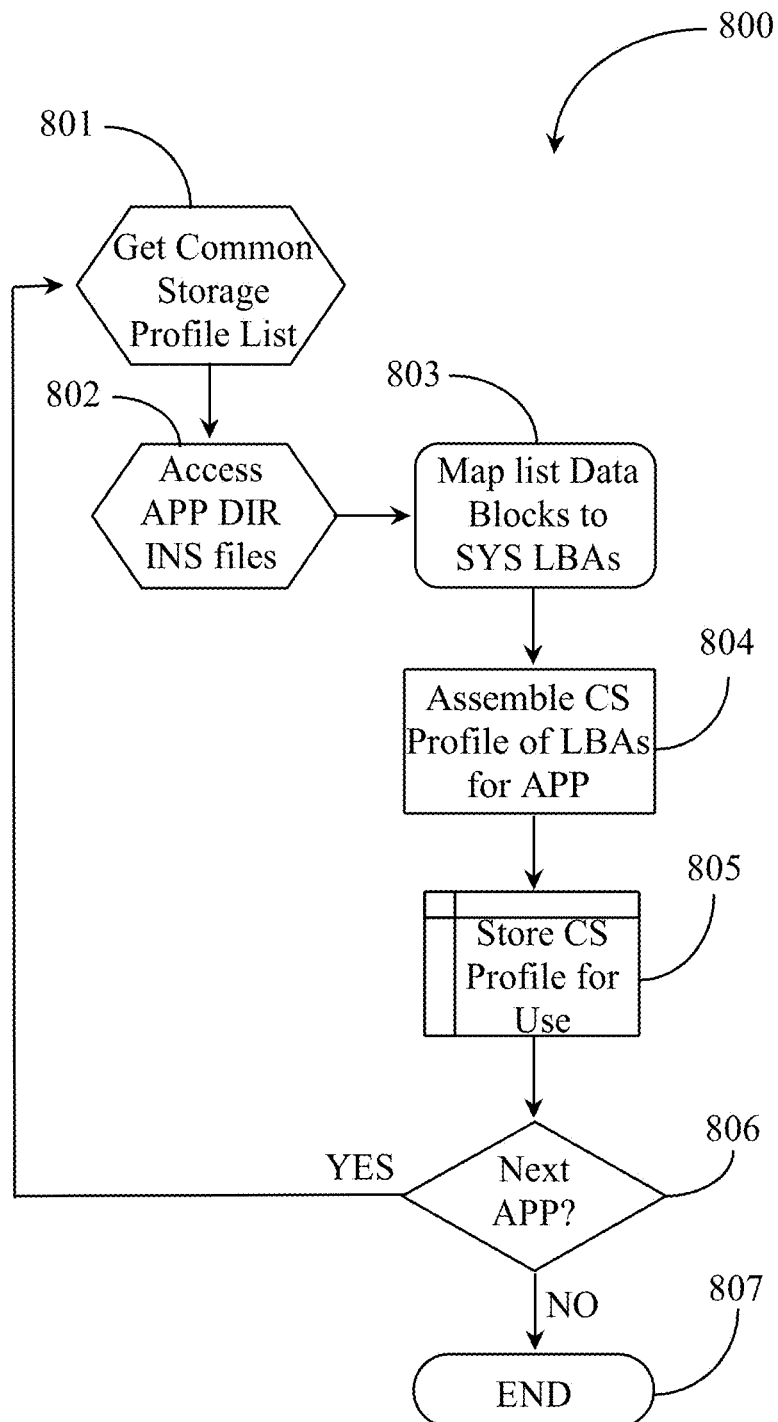 800
801
Get Common
Storage
Profile List
802
Access
APP DIR
INS files
803
Map list Data
Blocks to
SYS LBAs
804
Assemble CS
Profile of LBAs
for APP
805
Store CS
Profile for
Use
806
YES
Next
APP?
NO
807
END